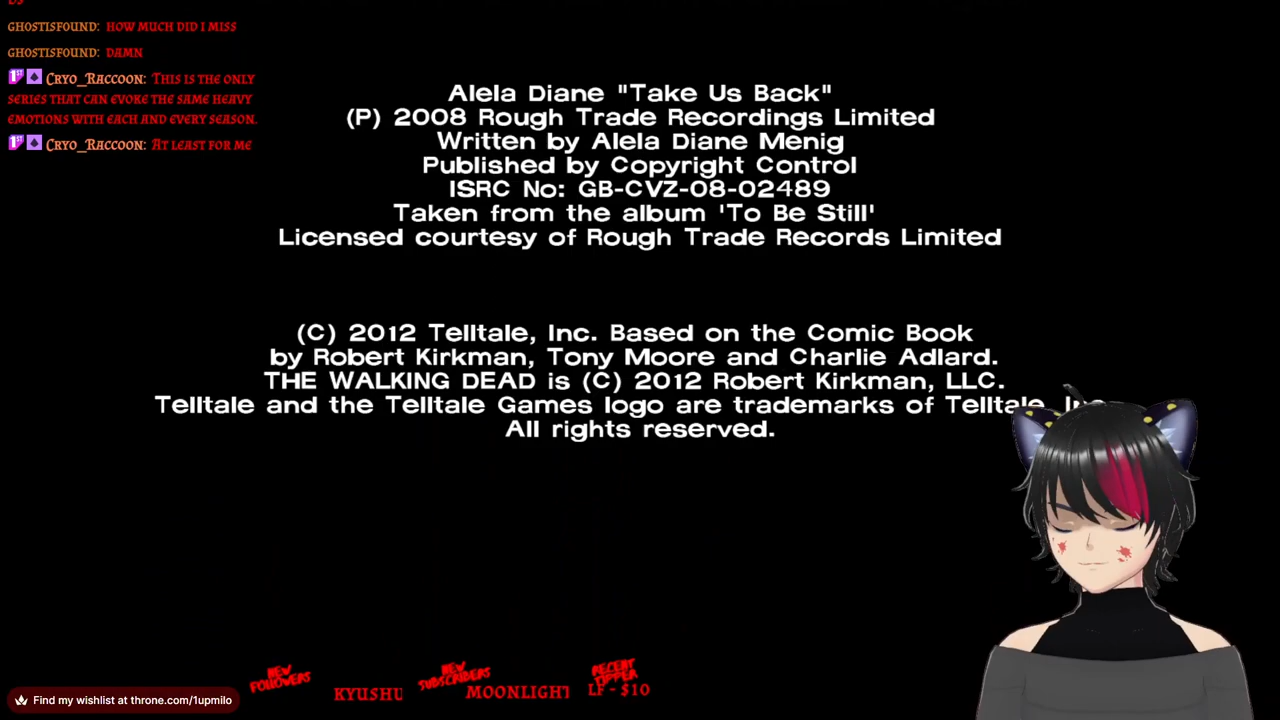 GHOSTISFOUND: HOW MUCH DID I MISS
GHOSTISFOUND: DAMN
CRYO_RACCOON: THIS IS THE ONLY
SERIES THAT CAN EVOKE THE SAME HEAVY
EMOTIONS WITH EACH AND EVERY SEASON.
CRYO_RACCOON: AT LEAST FOR ME
Alela Diane "Take Us Back"
(P) 2008 Rough Trade Recordings Limited
Written by Alela Diane Menig
Published by Copyright Control
ISRC No: GB-CVZ-08-02489
Taken from the album 'To Be Still'
Licensed courtesy of Rough Trade Records Limited
(C) 2012 Telltale, Inc. Based on the Comic Book
by Robert Kirkman, Tony Moore and Charlie Adlard.
THE WALKING DEAD is (C) 2012 Robert Kirkman, LLC.
Telltale and the Telltale Games logo are trademarks of Telltale, Inc.
All rights reserved.
NEW
FOLLOWERS
KYUSHU
NEW
SUBSCRIBERS
MOONLIGHT
RECENT
TIPPER
LF - $10
Find my wishlist at throne.com/1upmilo